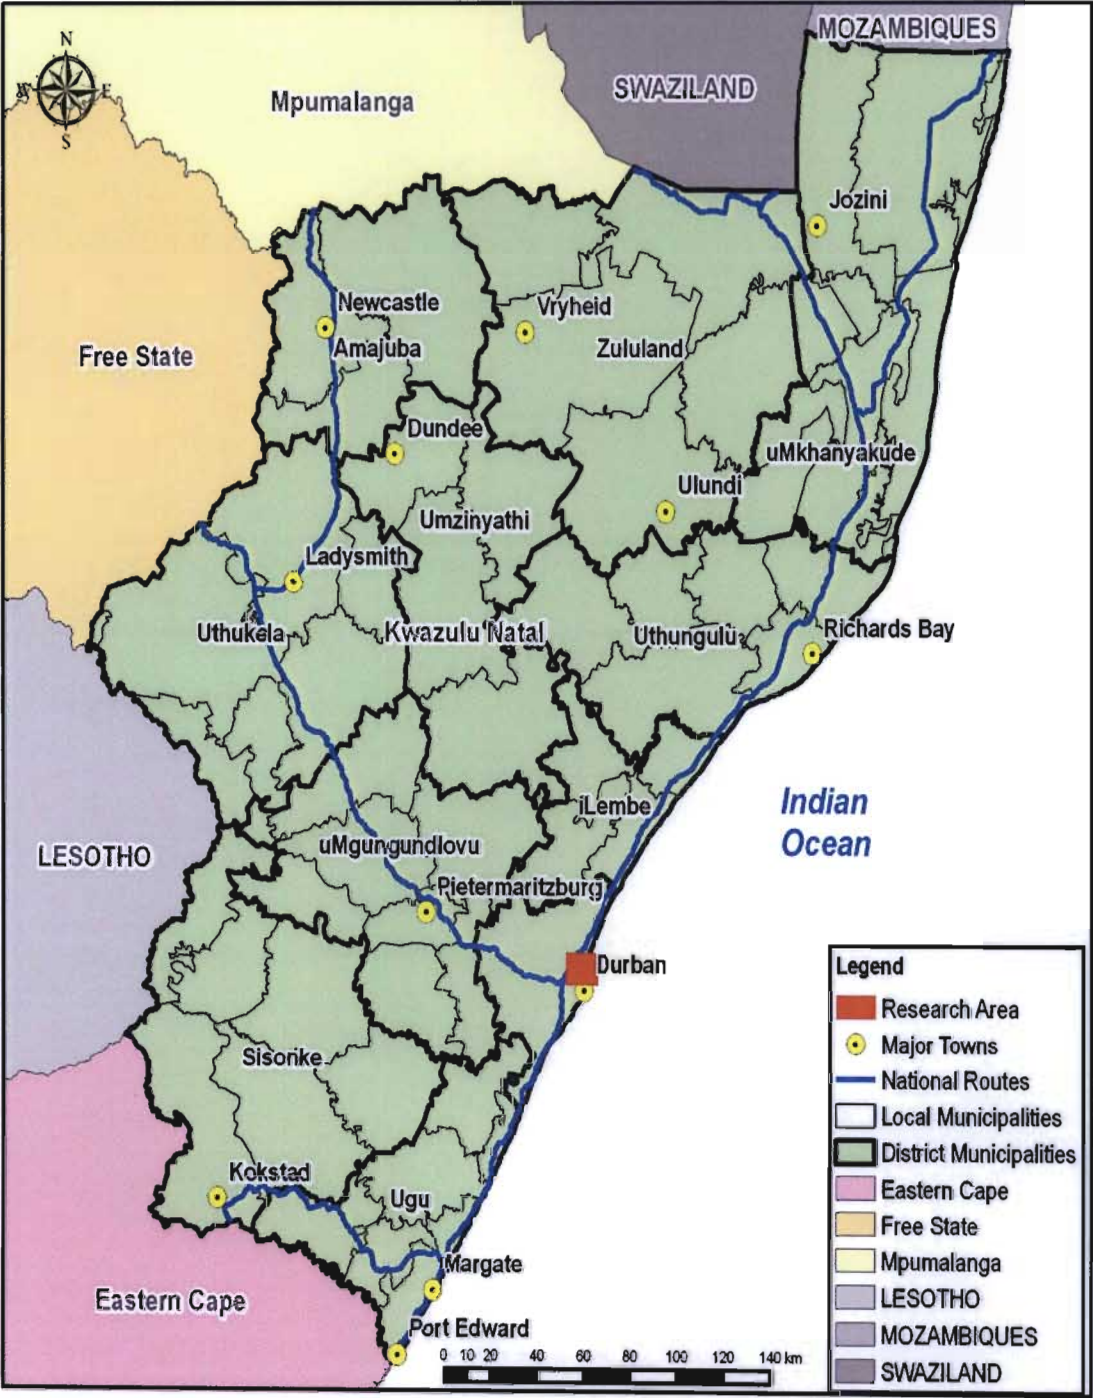 MOZAMBIQUES
N
W
E
S
SWAZILAND
Mpumalanga
Jozini
Newcastle
Vryheid
Amajuba
Zululand
Free State
Dundee
uMkhanyakude
Ulundi
Umzinyathi
Ladysmith
Uthukela
Kwazulu Natal
Uthungulu
Richards Bay
Indian
Ocean
iLembe
uMgungundlovu
LESOTHO
Pietermaritzburg
Durban
Sisonke
Kokstad
Ugu
Margate
Eastern Cape
Port Edward
0 10 20 40 60 80 100 120 140 km
Legend
Research Area
Major Towns
National Routes
Local Municipalities
District Municipalities
Eastern Cape
Free State
Mpumalanga
LESOTHO
MOZAMBIQUES
SWAZILAND